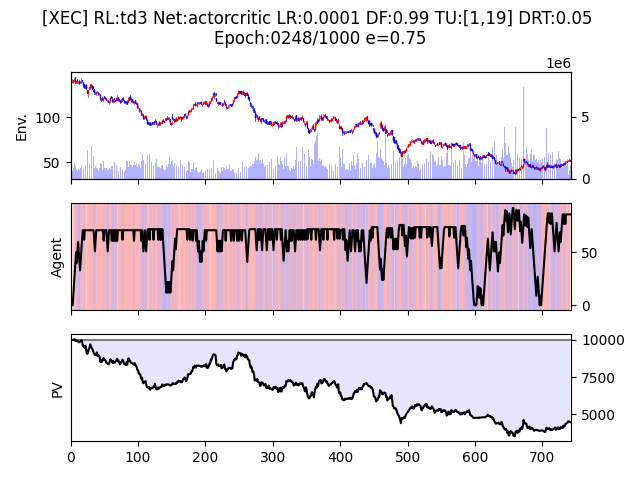 [XEC] RL:td3 Net:actorcritic LR:0.0001 DF:0.99 TU:[1,19] DRT:0.05
Epoch:0248/1000 e=0.75
1e6
Env.
100
50
5
0
Agent
50
0
PV
10000
7500
5000
0 100 200 300 400 500 600 700